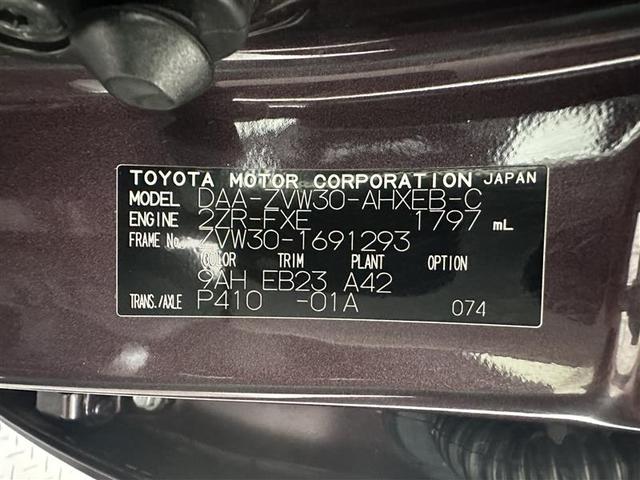 TOYOTA MOTOR CORPORATION JAPAN
MODEL DAA-ZVW30-AHXEB-C
ENGINE 2ZR-FXE 1797 mL
FRAME No. ZVW30-1691293
COLOR TRIM PLANT OPTION
9AH EB23 A42
TRANS./AXLE P410 -01A 074